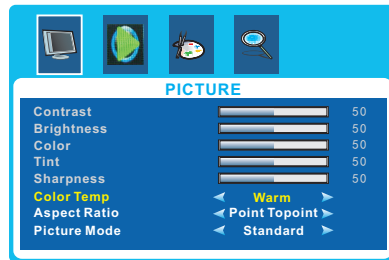 PICTURE
Contrast 50
Brightness 50
Color 50
Tint 50
Sharpness 50
Color Temp Warm
Aspect Ratio Point Topoint
Picture Mode Standard